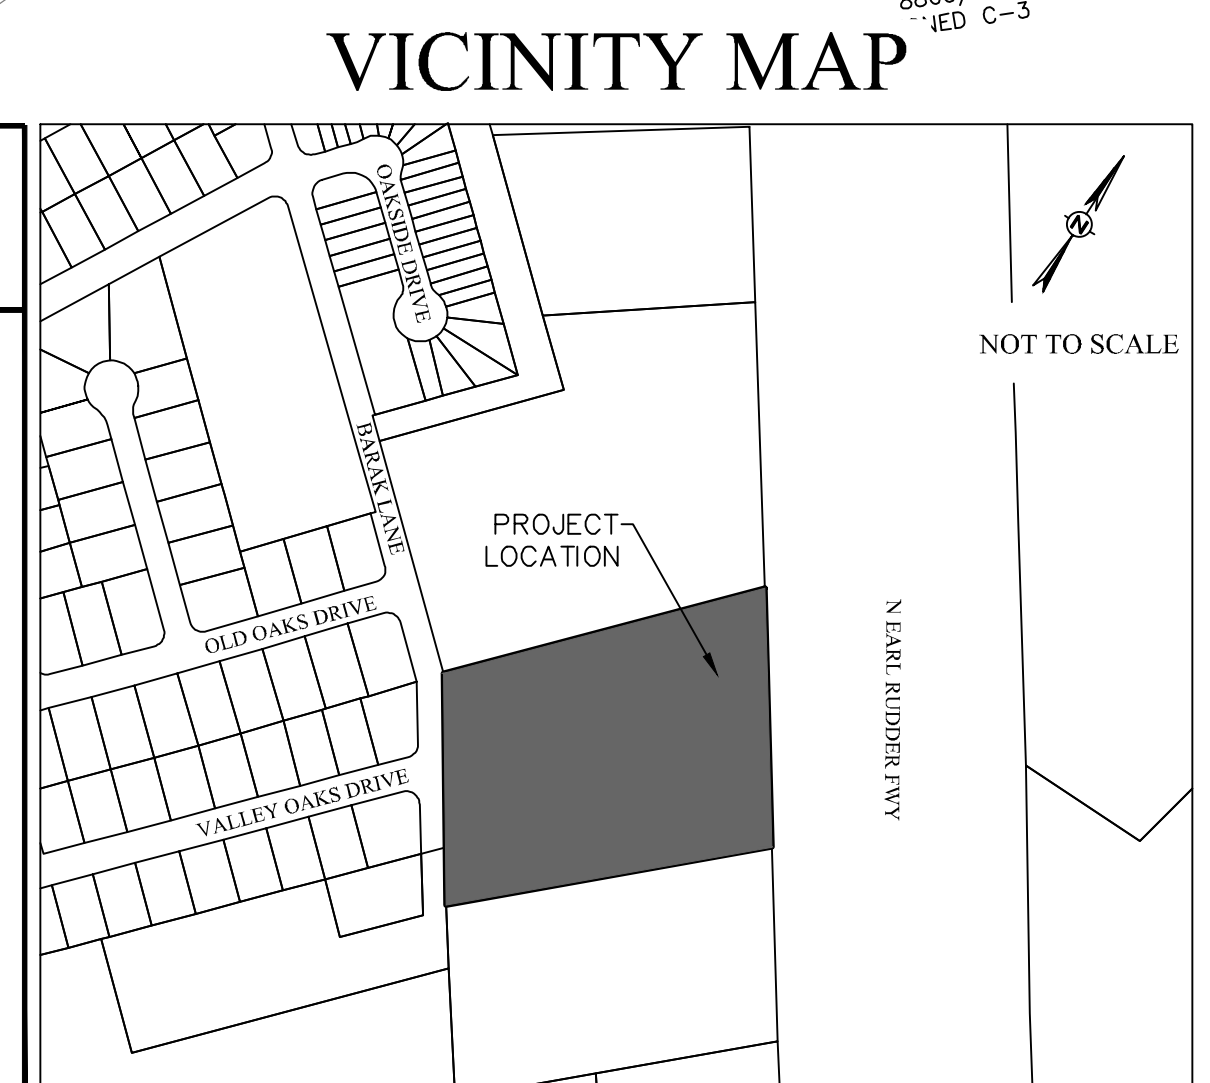 NED C-3
VICINITY MAP
OAKSIDE DRIVE
N
NOT TO SCALE
BARAK LANE
PROJECT
LOCATION
OLD OAKS DRIVE
N EARL RUDDER FWY
VALLEY OAKS DRIVE